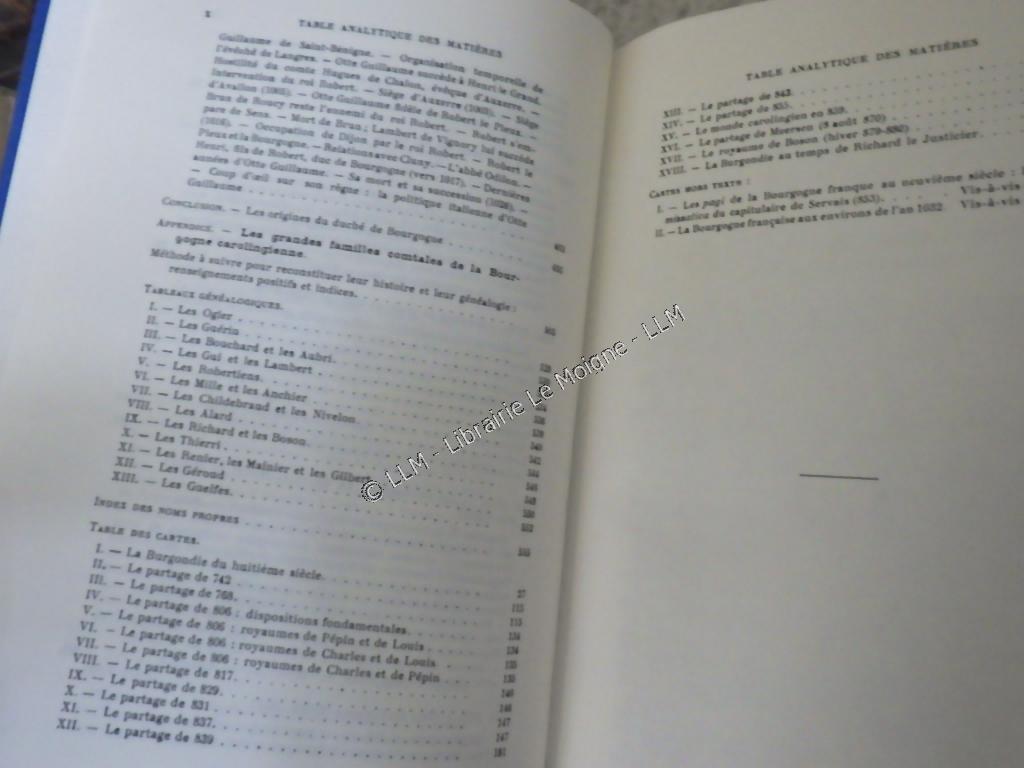 X
TABLE ANALYTIQUE DES MATIÈRES
Guillaume de Saint-Bénigne. — Organisation temporelle de
l'évêché de Langres. — Otte Guillaume succède à Henri le Grand.
Hostilité du comte Hugues de Chalon, évêque d'Auxerre. —
Intervention du roi Robert. — Siège d'Auxerre (1003). — Siège
d'Avallon (1005). — Otte Guillaume fidèle de Robert le Pieux. —
Brun de Roucy reste l'ennemi du roi Robert. — Robert s'em-
pare de Sens. — Mort de Brun ; Lambert de Vignory lui succède
(1016). — Occupation de Dijon par le roi Robert. — Robert le
Pieux et la Bourgogne. — Relations avec Cluny. — L'abbé Odilon. —
Henri, fils de Robert, duc de Bourgogne (vers 1017). — Dernières
années d'Otte Guillaume. — Sa mort et sa succession (1026).
— Coup d'œil sur son règne : la politique italienne d'Otte
Guillaume
CONCLUSION. — Les origines du duché de Bourgogne
APPENDICE. — Les grandes familles comtales de la Bour-
gogne carolingienne.
Méthode à suivre pour reconstituer leur histoire et leur généalogie :
renseignements positifs et indices.
TABLEAUX GÉNÉALOGIQUES.
I. — Les Ogier
II. — Les Guérin
III. — Les Bouchard et les Aubri.
IV. — Les Gui et les Lambert
V. — Les Robertiens.
VI. — Les Mille et les Anchier
VII. — Les Childebrand et les Nivelon
VIII. — Les Alard
IX. — Les Richard et les Boson.
X. — Les Thierri.
XI. — Les Renier, les Mainier et les Gilbert
XII. — Les Géraud
XIII. — Les Guelfes.
INDEX DES NOMS PROPRES
TABLE DES CARTES.
I. — La Burgondie du huitième siècle. 27
II. — Le partage de 742 115
III. — Le partage de 768. 115
IV. — Le partage de 806 : dispositions fondamentales. 134
V. — Le partage de 806 : royaumes de Pépin et de Louis 134
VI. — Le partage de 806 : royaumes de Charles et de Louis 135
VII. — Le partage de 806 : royaumes de Charles et de Pépin 135
VIII. — Le partage de 817. 140
IX. — Le partage de 829. 146
X. — Le partage de 831 147
XI. — Le partage de 837. 147
XII. — Le partage de 839 181
TABLE ANALYTIQUE DES MATIÈRES
XIII. — Le partage de 843
XIV. — Le partage de 855.
XV. — Le monde carolingien en 859.
XVI. — Le partage de Meersen (8 août 870)
XVII. — Le royaume de Boson (hiver 879-880)
XVIII. — La Burgondie au temps de Richard le Justicier
CARTES HORS TEXTE :
I. — Les pagi de la Bourgogne franque au neuvième siècle :
missatica du capitulaire de Servais (853). Vis-à-vis
II. — La Bourgogne française aux environs de l'an 1032. Vis-à-vis
© LLM - Librairie Le Moigne - LLM